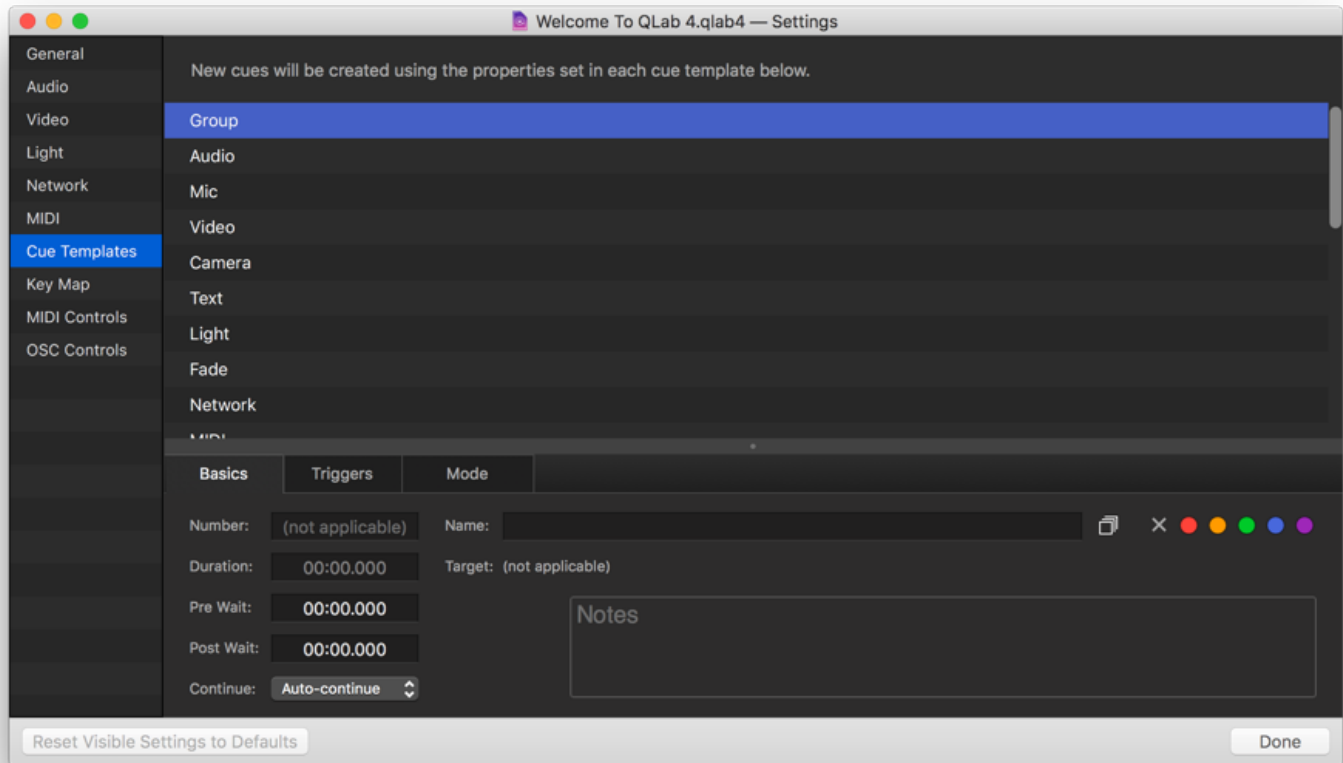 Welcome To QLab 4.qlab4 — Settings
General
Audio
Video
Light
Network
MIDI
Cue Templates
Key Map
MIDI Controls
OSC Controls
New cues will be created using the properties set in each cue template below.
Group
Audio
Mic
Video
Camera
Text
Light
Fade
Network
MIDI
Basics Triggers Mode
Number: (not applicable) Name:
Duration: 00:00.000 Target: (not applicable)
Pre Wait: 00:00.000 Notes
Post Wait: 00:00.000
Continue: Auto-continue
Reset Visible Settings to Defaults Done